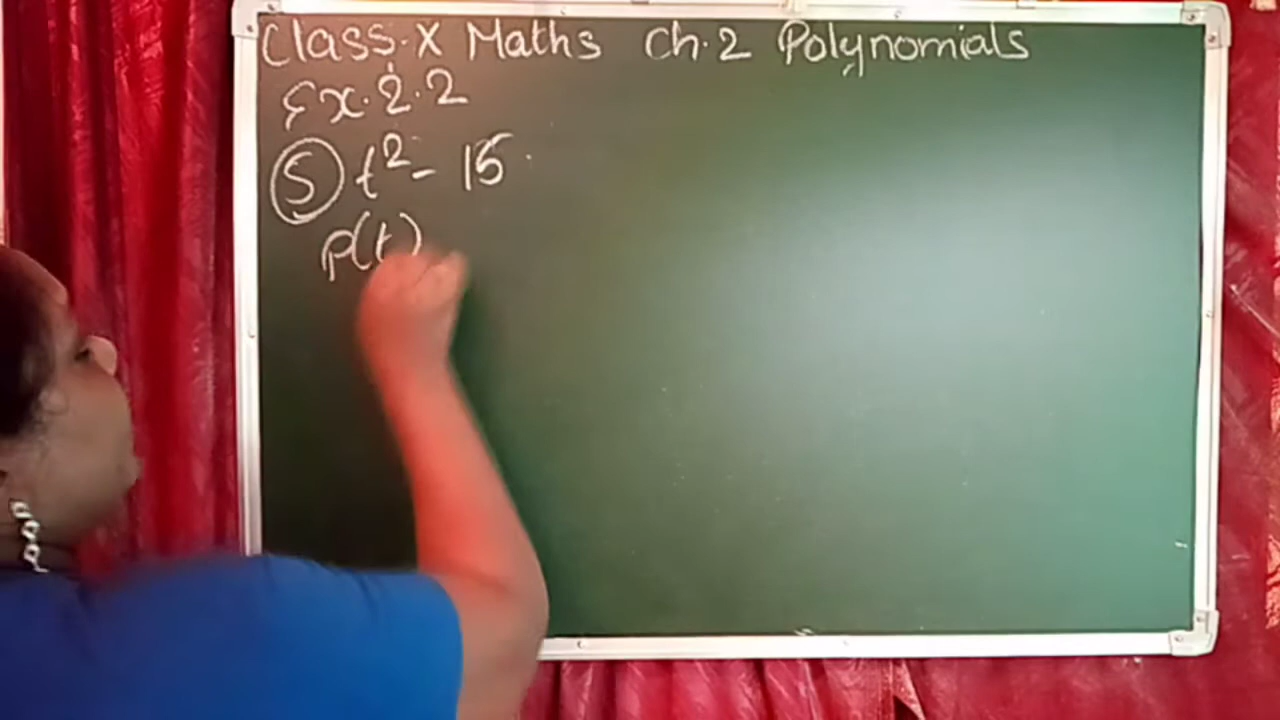 Class.X Maths Ch.2 Polynomials
Ex.2.2
5 t²- 15.
p(t)